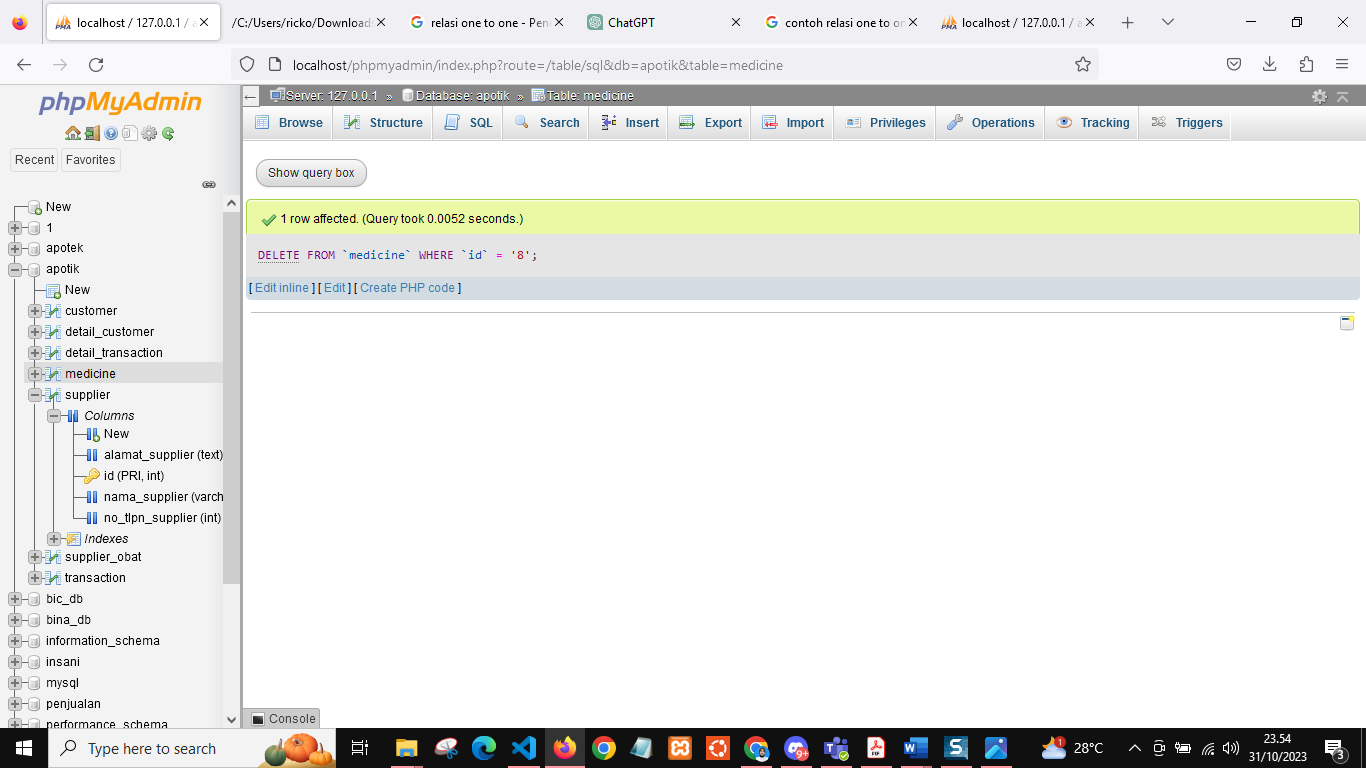 localhost / 127.0.0.1 / a
/C:/Users/ricko/Download
relasi one to one - Pen
ChatGPT
contoh relasi one to on
localhost / 127.0.0.1 / a
localhost/phpmyadmin/index.php?route=/table/sql&db=apotik&table=medicine
phpMyAdmin
Recent
Favorites
New
1
apotek
apotik
New
customer
detail_customer
detail_transaction
medicine
supplier
Columns
New
alamat_supplier (text)
id (PRI, int)
nama_supplier (varch
no_tlpn_supplier (int)
Indexes
supplier_obat
transaction
bic_db
bina_db
information_schema
insani
mysql
penjualan
performance_schema
Server: 127.0.0.1 » Database: apotik » Table: medicine
Browse
Structure
SQL
Search
Insert
Export
Import
Privileges
Operations
Tracking
Triggers
Show query box
1 row affected. (Query took 0.0052 seconds.)
DELETE FROM `medicine` WHERE `id` = '8';
[ Edit inline ] [ Edit ] [ Create PHP code ]
Console
Type here to search
9+
1
28°C
23.54
31/10/2023
3